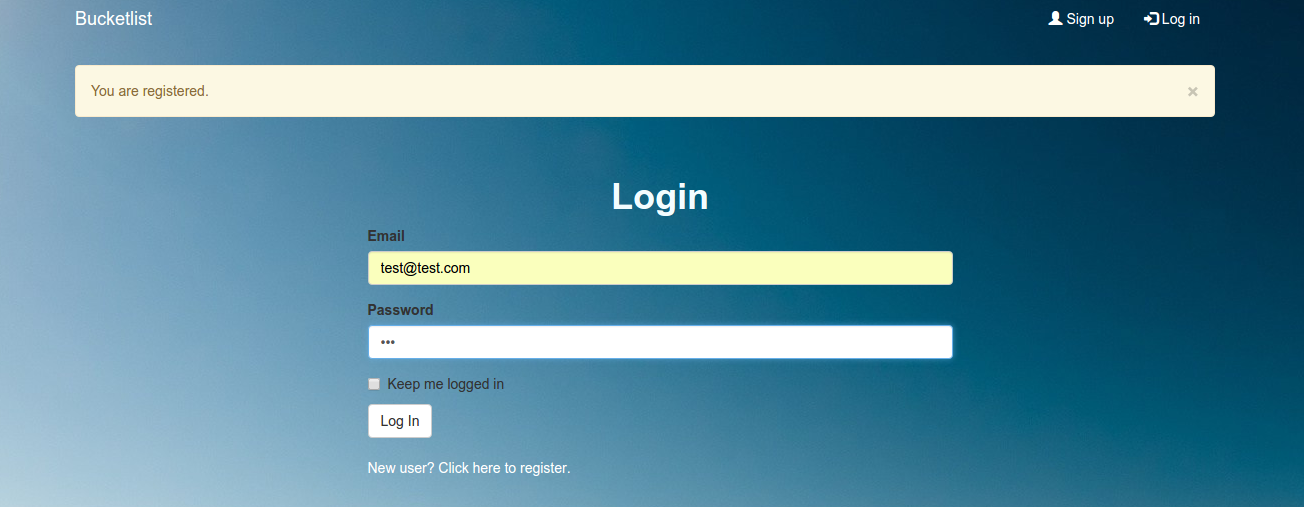 Bucketlist Sign up Log in
You are registered. ×
Login
Email
test@test.com
Password
•••
Keep me logged in
Log In
New user? Click here to register.